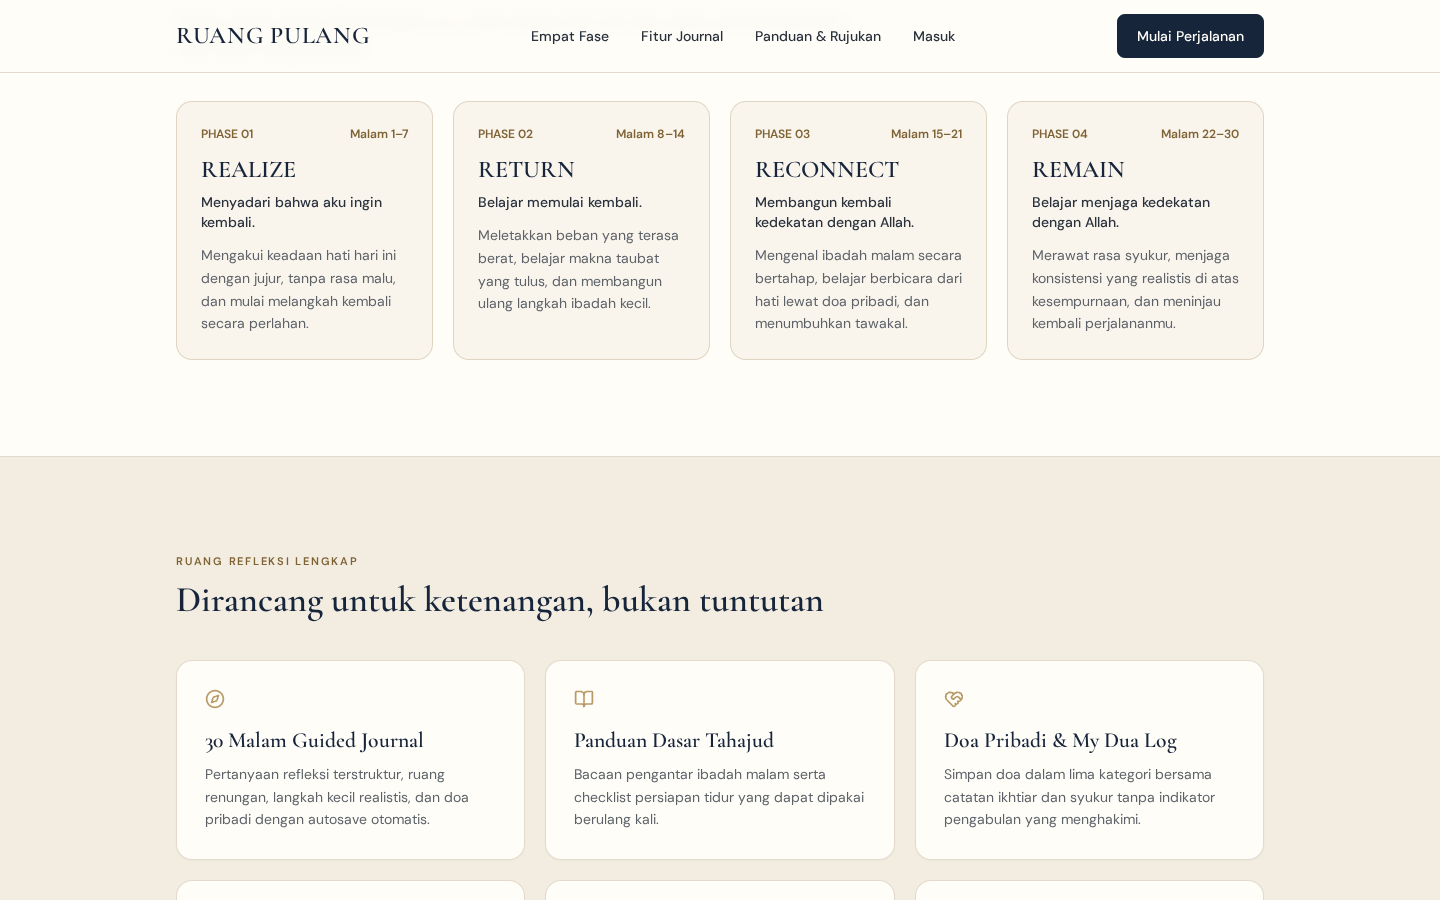 RUANG PULANG
Empat Fase
Fitur Journal
Panduan & Rujukan
Masuk
Mulai Perjalanan
PHASE 01
Malam 1–7
REALIZE
Menyadari bahwa aku ingin
kembali.
Mengakui keadaan hati hari ini
dengan jujur, tanpa rasa malu,
dan mulai melangkah kembali
secara perlahan.
PHASE 02
Malam 8–14
RETURN
Belajar memulai kembali.
Meletakkan beban yang terasa
berat, belajar makna taubat
yang tulus, dan membangun
ulang langkah ibadah kecil.
PHASE 03
Malam 15–21
RECONNECT
Membangun kembali
kedekatan dengan Allah.
Mengenal ibadah malam secara
bertahap, belajar berbicara dari
hati lewat doa pribadi, dan
menumbuhkan tawakal.
PHASE 04
Malam 22–30
REMAIN
Belajar menjaga kedekatan
dengan Allah.
Merawat rasa syukur, menjaga
konsistensi yang realistis di atas
kesempurnaan, dan meninjau
kembali perjalananmu.
RUANG REFLEKSI LENGKAP
Dirancang untuk ketenangan, bukan tuntutan
30 Malam Guided Journal
Pertanyaan refleksi terstruktur, ruang
renungan, langkah kecil realistis, dan doa
pribadi dengan autosave otomatis.
Panduan Dasar Tahajud
Bacaan pengantar ibadah malam serta
checklist persiapan tidur yang dapat dipakai
berulang kali.
Doa Pribadi & My Dua Log
Simpan doa dalam lima kategori bersama
catatan ikhtiar dan syukur tanpa indikator
pengabulan yang menghakimi.